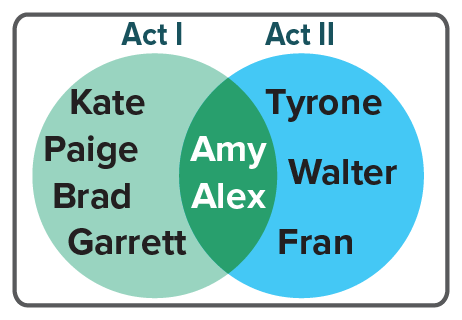 Act I
Act II
Kate
Paige
Brad
Garrett
Amy
Alex
Tyrone
Walter
Fran